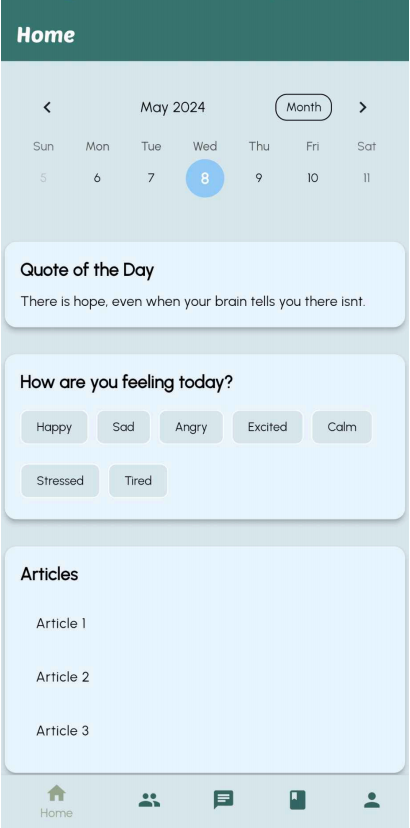 Home
May 2024 Month
Sun Mon Tue Wed Thu Fri Sat
5 6 7 8 9 10 11
Quote of the Day
There is hope, even when your brain tells you there isnt.
How are you feeling today?
Happy Sad Angry Excited Calm
Stressed Tired
Articles
Article 1
Article 2
Article 3
Home